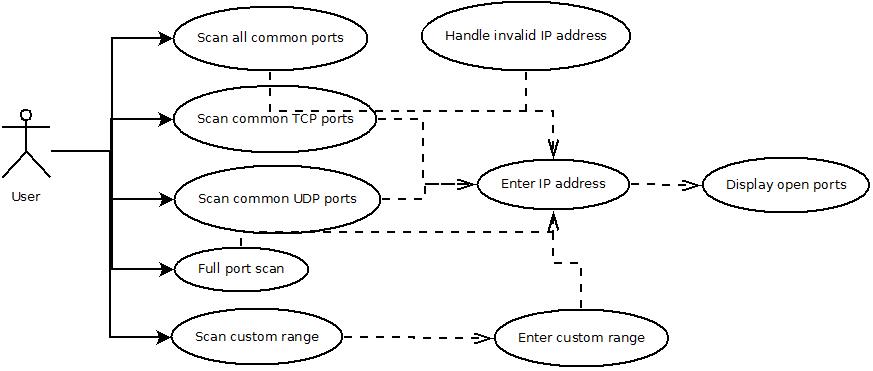 Scan all common ports
Handle invalid IP address
Scan common TCP ports
User
Scan common UDP ports
Enter IP address
Display open ports
Full port scan
Scan custom range
Enter custom range